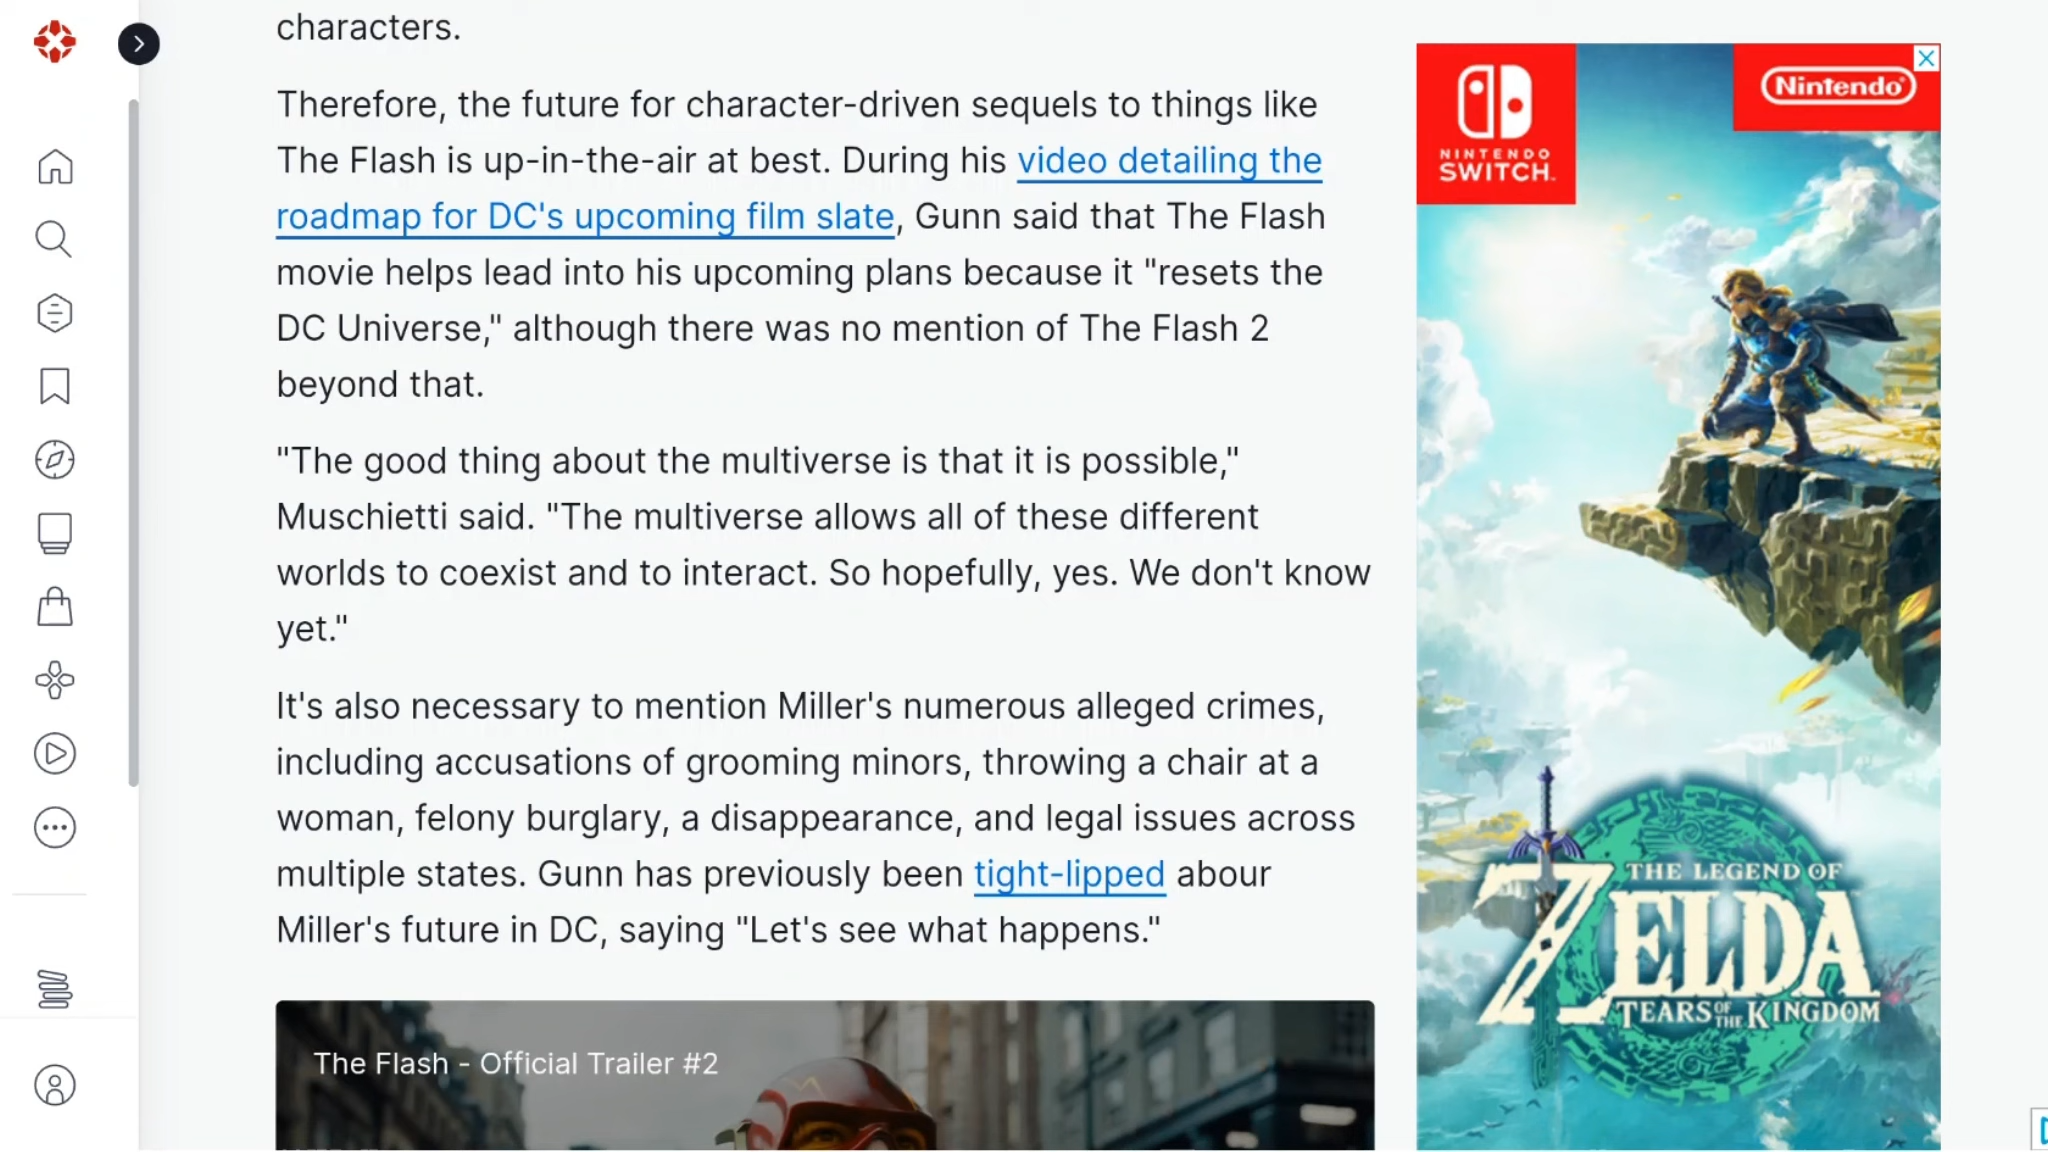 characters.
Therefore, the future for character-driven sequels to things like
The Flash is up-in-the-air at best. During his video detailing the
roadmap for DC's upcoming film slate, Gunn said that The Flash
movie helps lead into his upcoming plans because it "resets the
DC Universe," although there was no mention of The Flash 2
beyond that.
"The good thing about the multiverse is that it is possible,"
Muschietti said. "The multiverse allows all of these different
worlds to coexist and to interact. So hopefully, yes. We don't know
yet."
It's also necessary to mention Miller's numerous alleged crimes,
including accusations of grooming minors, throwing a chair at a
woman, felony burglary, a disappearance, and legal issues across
multiple states. Gunn has previously been tight-lipped abour
Miller's future in DC, saying "Let's see what happens."
The Flash - Official Trailer #2
NINTENDO
SWITCH
Nintendo
THE LEGEND OF
ZELDA
TEARS OF THE KINGDOM